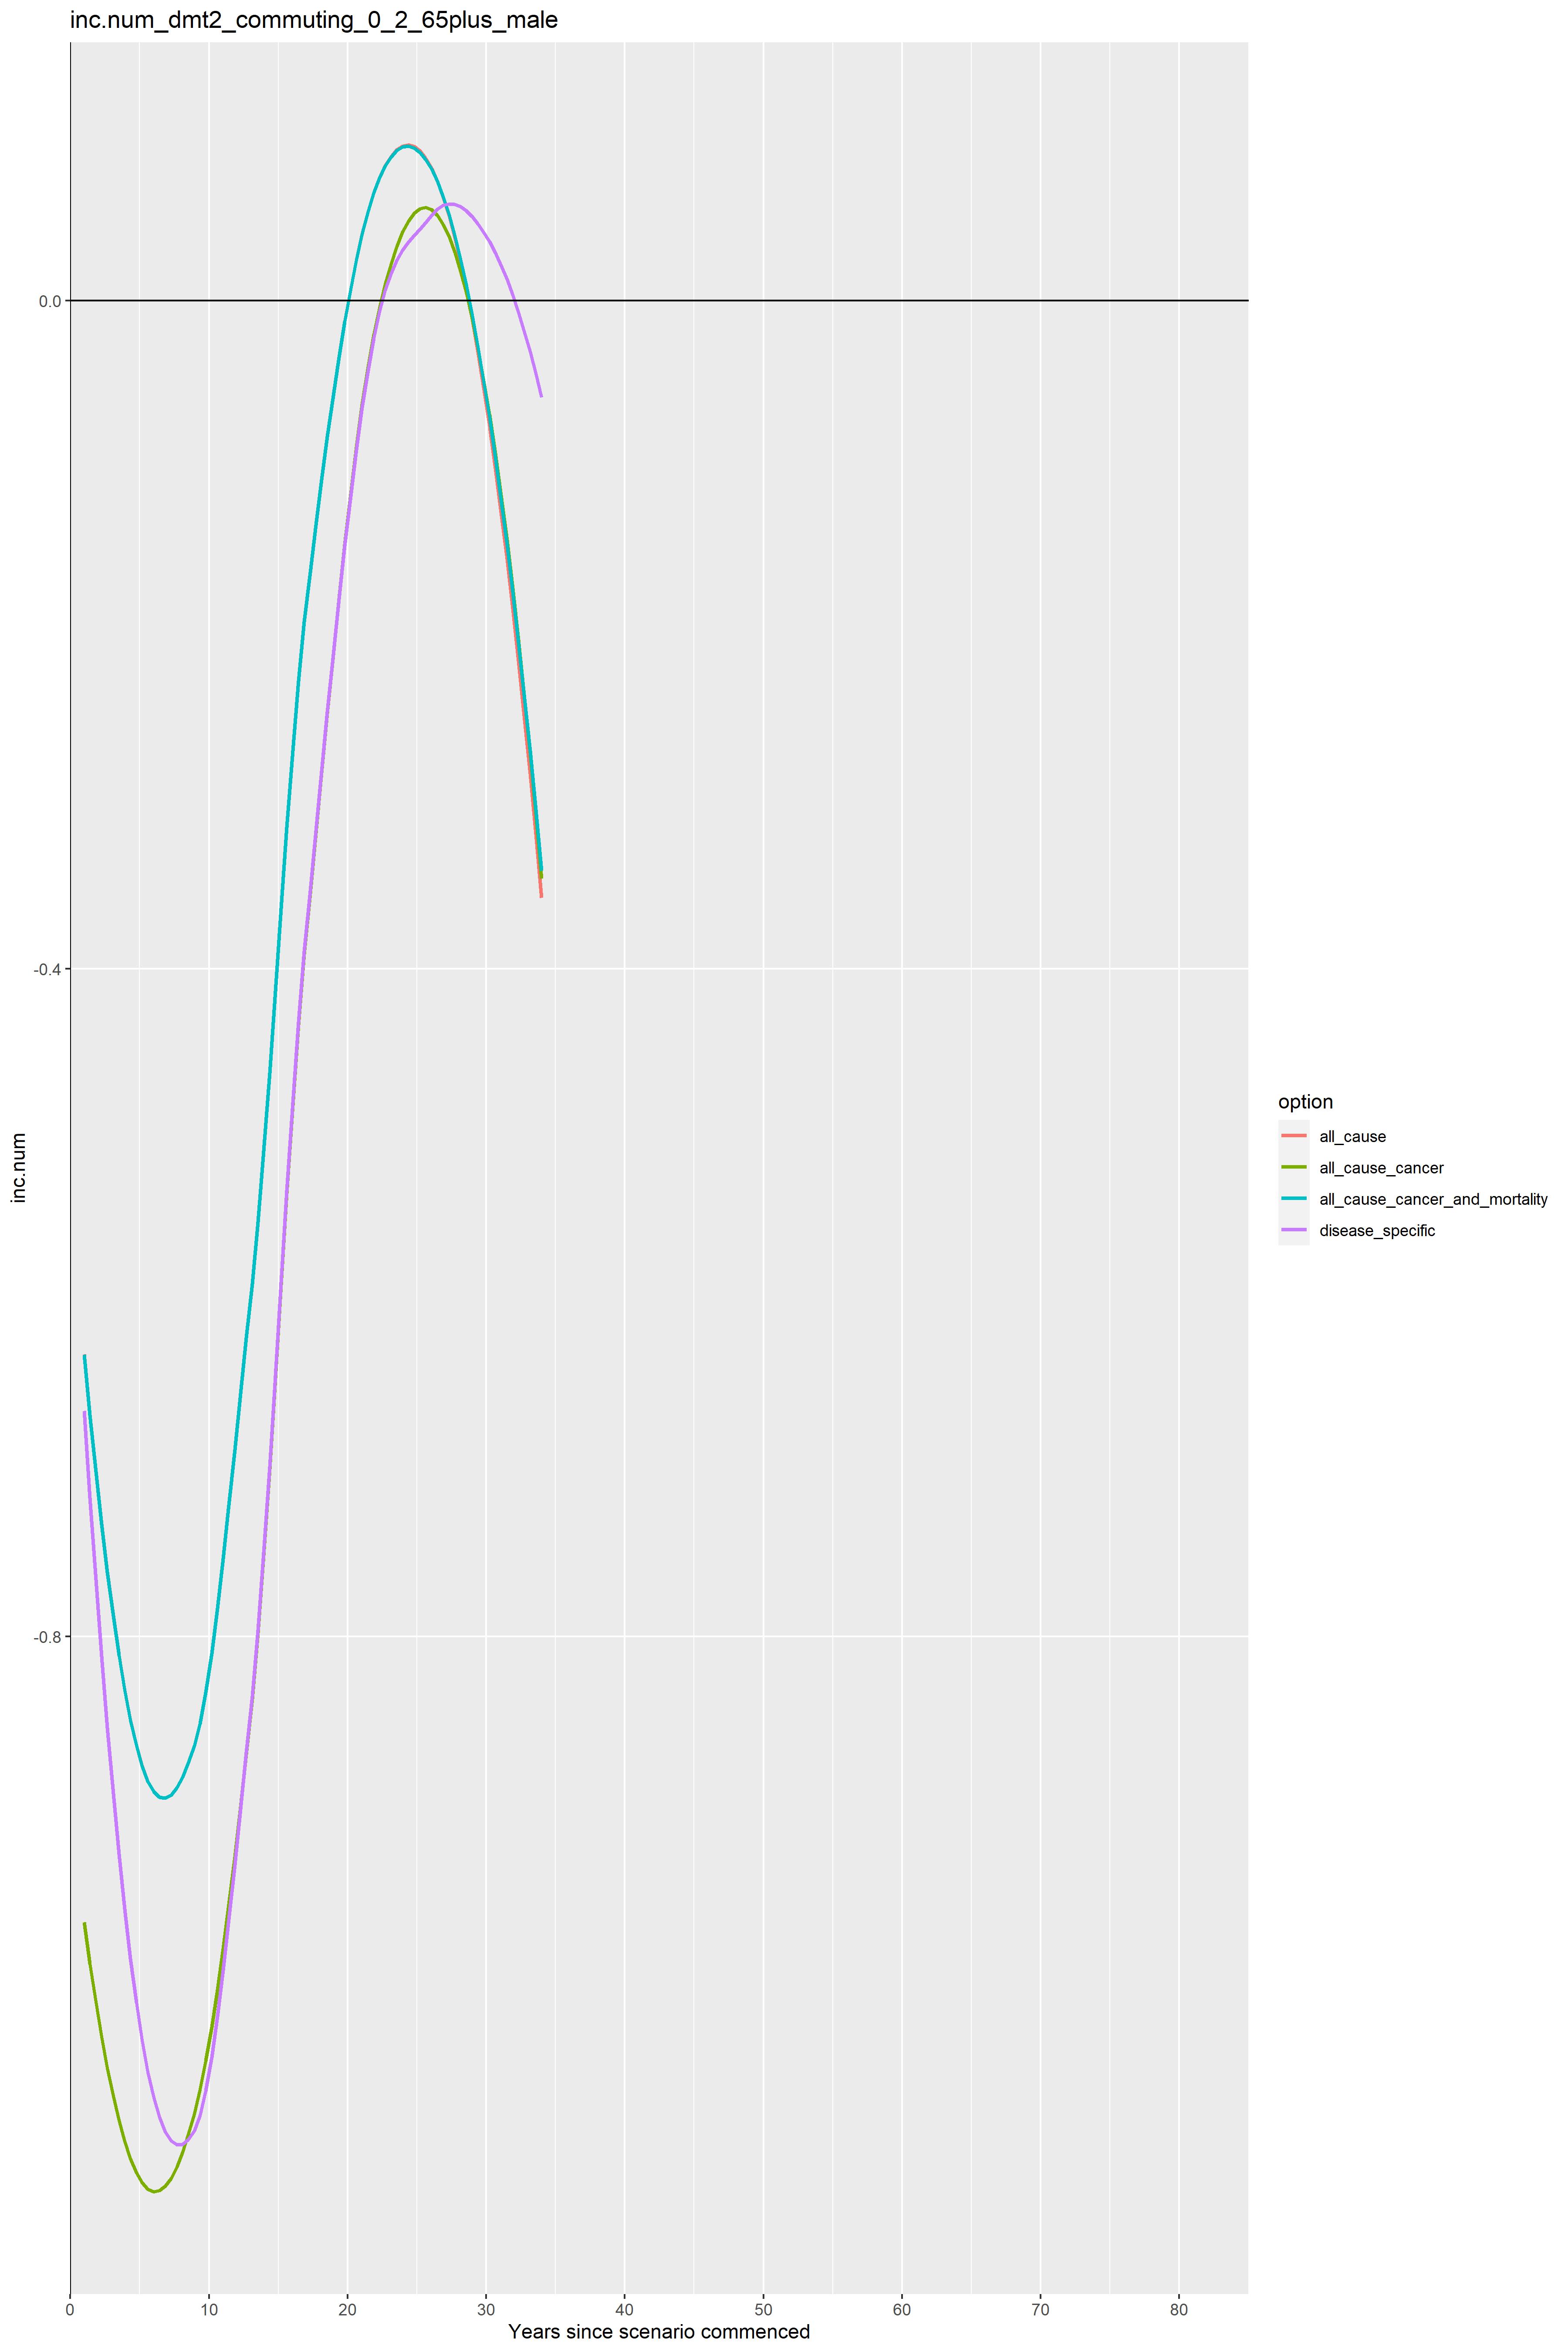 inc.num_dmt2_commuting_0_2_65plus_male
0.0
-0.4
-0.8
inc.num
0 10 20 30 40 50 60 70 80
Years since scenario commenced
option
all_cause
all_cause_cancer
all_cause_cancer_and_mortality
disease_specific